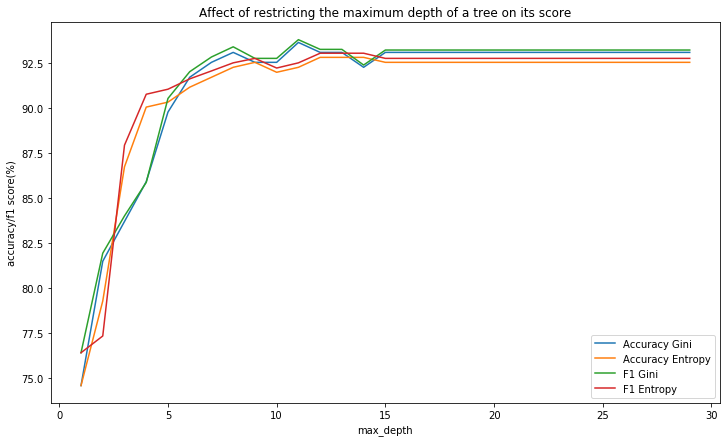 Affect of restricting the maximum depth of a tree on its score
accuracy/f1 score(%)
92.5
90.0
87.5
85.0
82.5
80.0
77.5
75.0
0 5 10 15 20 25 30
max_depth
Accuracy Gini
Accuracy Entropy
F1 Gini
F1 Entropy